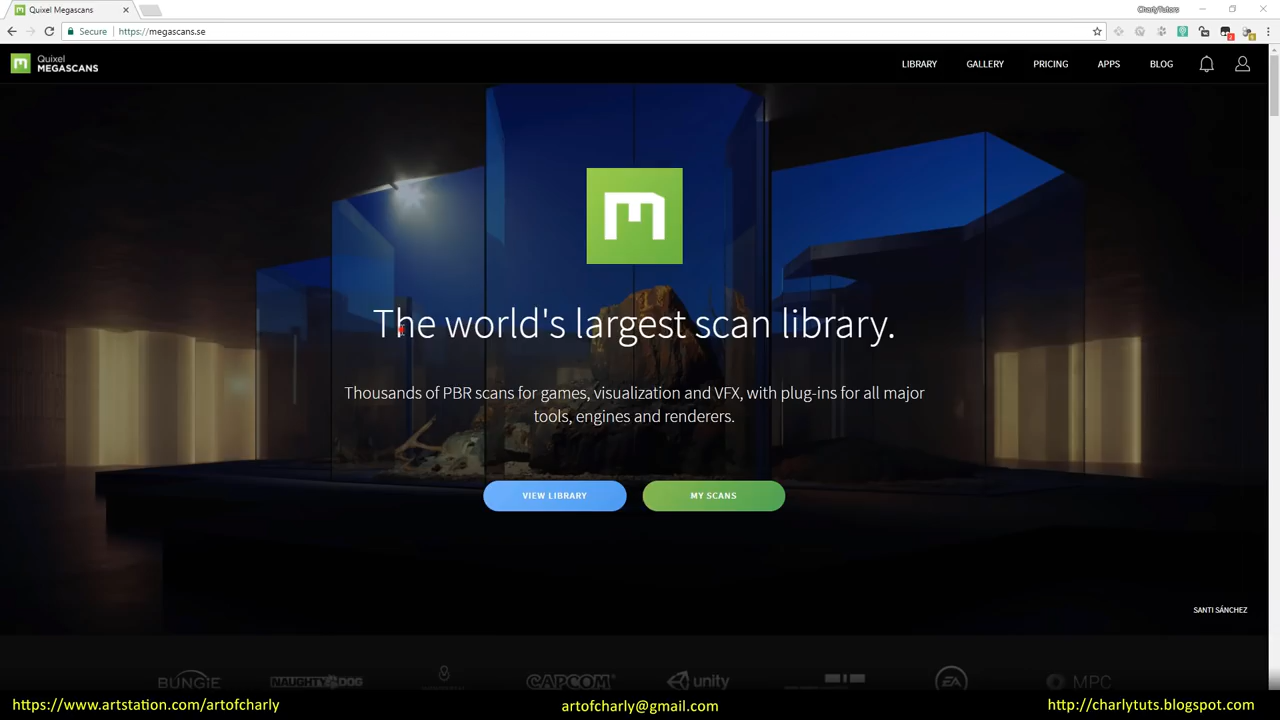 Quixel Megascans
CharlyTutors
Secure
https://megascans.se
Quixel
MEGASCANS
LIBRARY
GALLERY
PRICING
APPS
BLOG
The world's largest scan library.
Thousands of PBR scans for games, visualization and VFX, with plug-ins for all major
tools, engines and renderers.
VIEW LIBRARY
MY SCANS
SANTI SÁNCHEZ
BUNGIE
NAUGHTY DOG
CAPCOM
unity
EA
MPC
https://www.artstation.com/artofcharly
artofcharly@gmail.com
http://charlytuts.blogspot.com